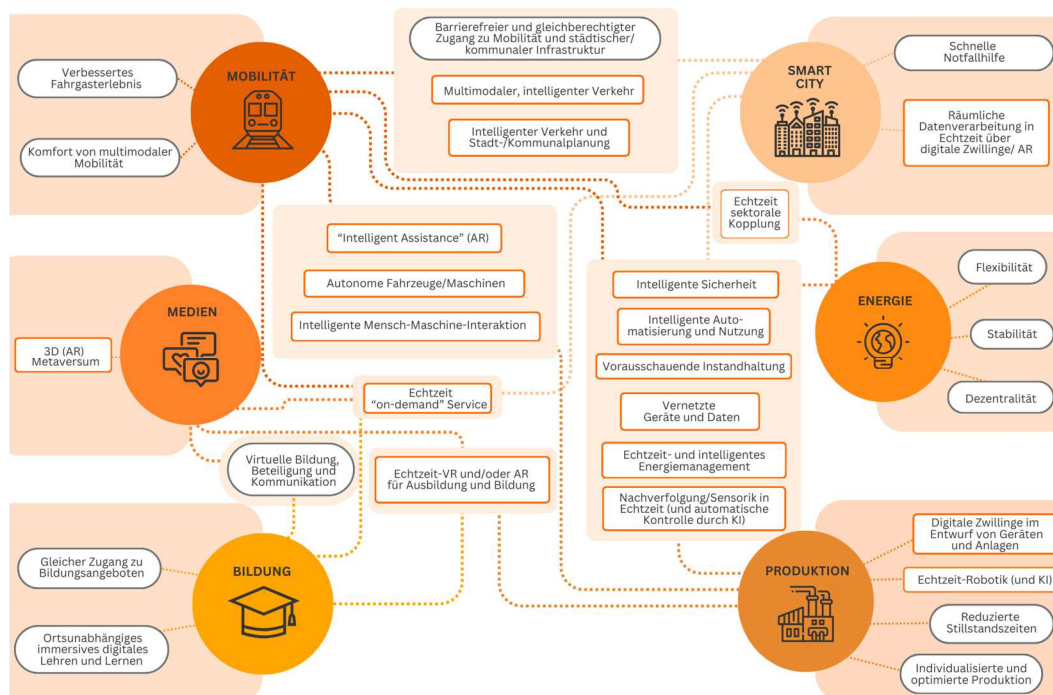 Barrierefreier und gleichberechtigter
Zugang zu Mobilität und städtischer/
kommunaler Infrastruktur
Verbessertes
Fahrgasterlebnis
MOBILITÄT
Komfort von multimodaler
Mobilität
Multimodaler, intelligenter Verkehr
Intelligenter Verkehr und
Stadt-/Kommunalplanung
SMART
CITY
Schnelle
Notfallhilfe
Räumliche
Datenverarbeitung in
Echtzeit über
digitale Zwillinge/ AR
Echtzeit
sektorale
Kopplung
“Intelligent Assistance” (AR)
Autonome Fahrzeuge/Maschinen
Intelligente Mensch-Maschine-Interaktion
MEDIEN
3D (AR)
Metaversum
Intelligente Sicherheit
Intelligente Auto-
matisierung und Nutzung
Vorausschauende Instandhaltung
Vernetzte
Geräte und Daten
Echtzeit- und intelligentes
Energiemanagement
Nachverfolgung/Sensorik in
Echtzeit (und automatische
Kontrolle durch KI)
ENERGIE
Flexibilität
Stabilität
Dezentralität
Echtzeit
“on-demand” Service
Virtuelle Bildung,
Beteiligung und
Kommunikation
Echtzeit-VR und/oder AR
für Ausbildung und Bildung
Gleicher Zugang zu
Bildungsangeboten
BILDUNG
Ortsunabhängiges
immersives digitales
Lehren und Lernen
PRODUKTION
Digitale Zwillinge im
Entwurf von Geräten
und Anlagen
Echtzeit-Robotik (und KI)
Reduzierte
Stillstandszeiten
Individualisierte und
optimierte Produktion